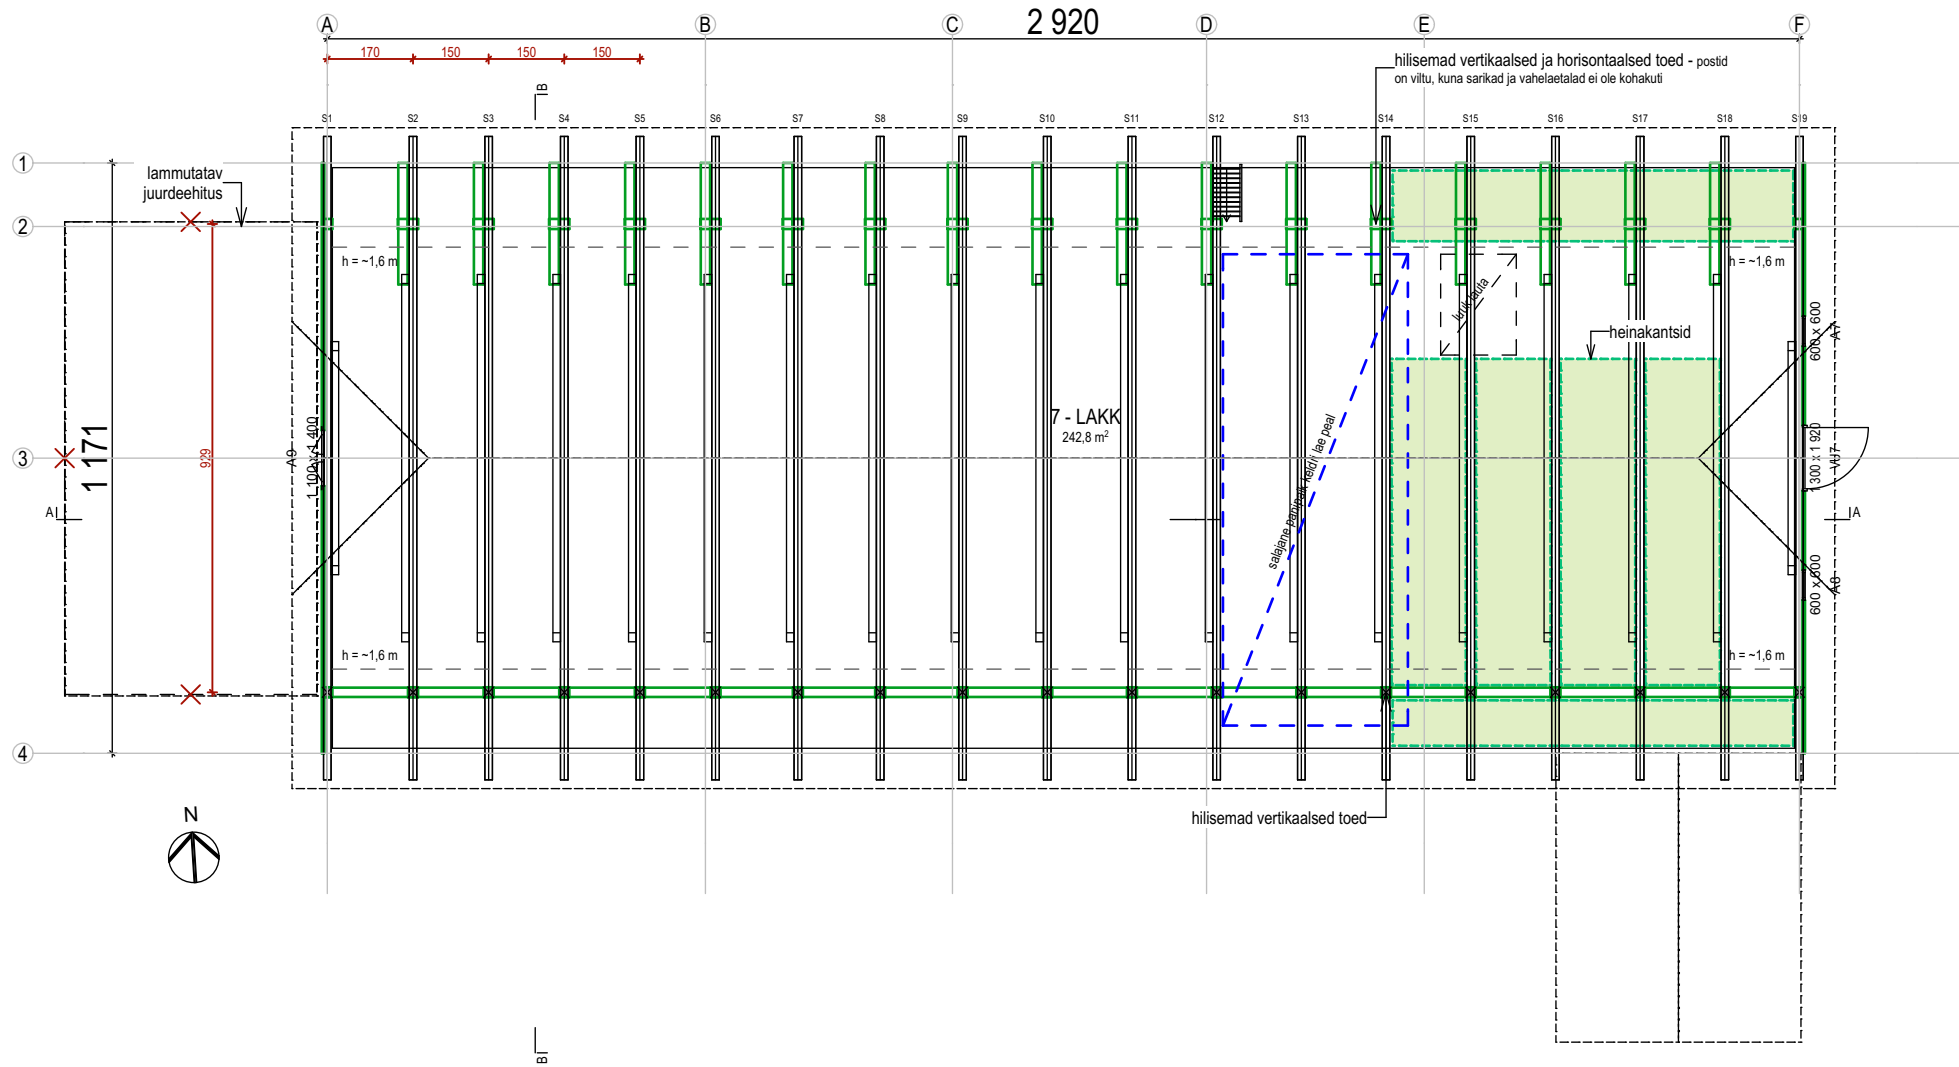 A
B
C
D
E
F
2 920
170
150
150
150
hilisemad vertikaalsed ja horisontaalsed toed - postid
on viltu, kuna sarikad ja vahelaetalad ei ole kohakuti
B
S1
S2
S3
S4
S5
S6
S7
S8
S9
S10
S11
S12
S13
S14
S15
S16
S17
S18
S19
1
lammutatav
juurdeehitus
2
h = ~1,6 m
h = ~1,6 m
luuk lauta
600 x 600
A7
heinakantsid
7 - LAKK
242,8 m²
1 171
929
3
A9
1 100 x 1 400
salajane panipaik keldri lae peal
1 300 x 1 920
VU7
A
A
600 x 600
A8
h = ~1,6 m
h = ~1,6 m
4
hilisemad vertikaalsed toed
N
B